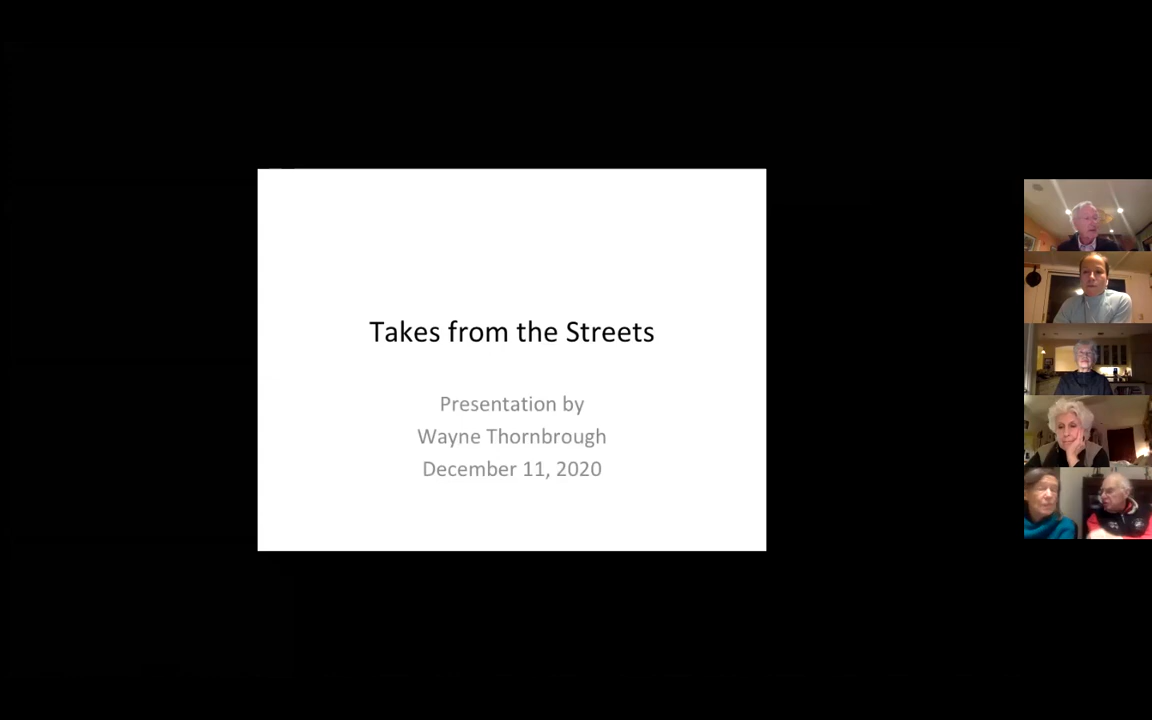 Takes from the Streets
Presentation by
Wayne Thornbrough
December 11, 2020